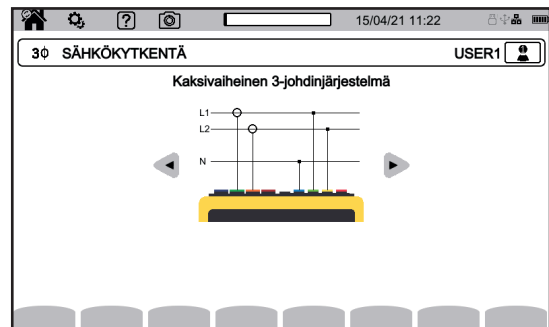 ? 15/04/21 11:22
3ϕ SÄHKÖKYTKENTÄ USER1
Kaksivaiheinen 3-johdinjärjestelmä
L1
L2
N